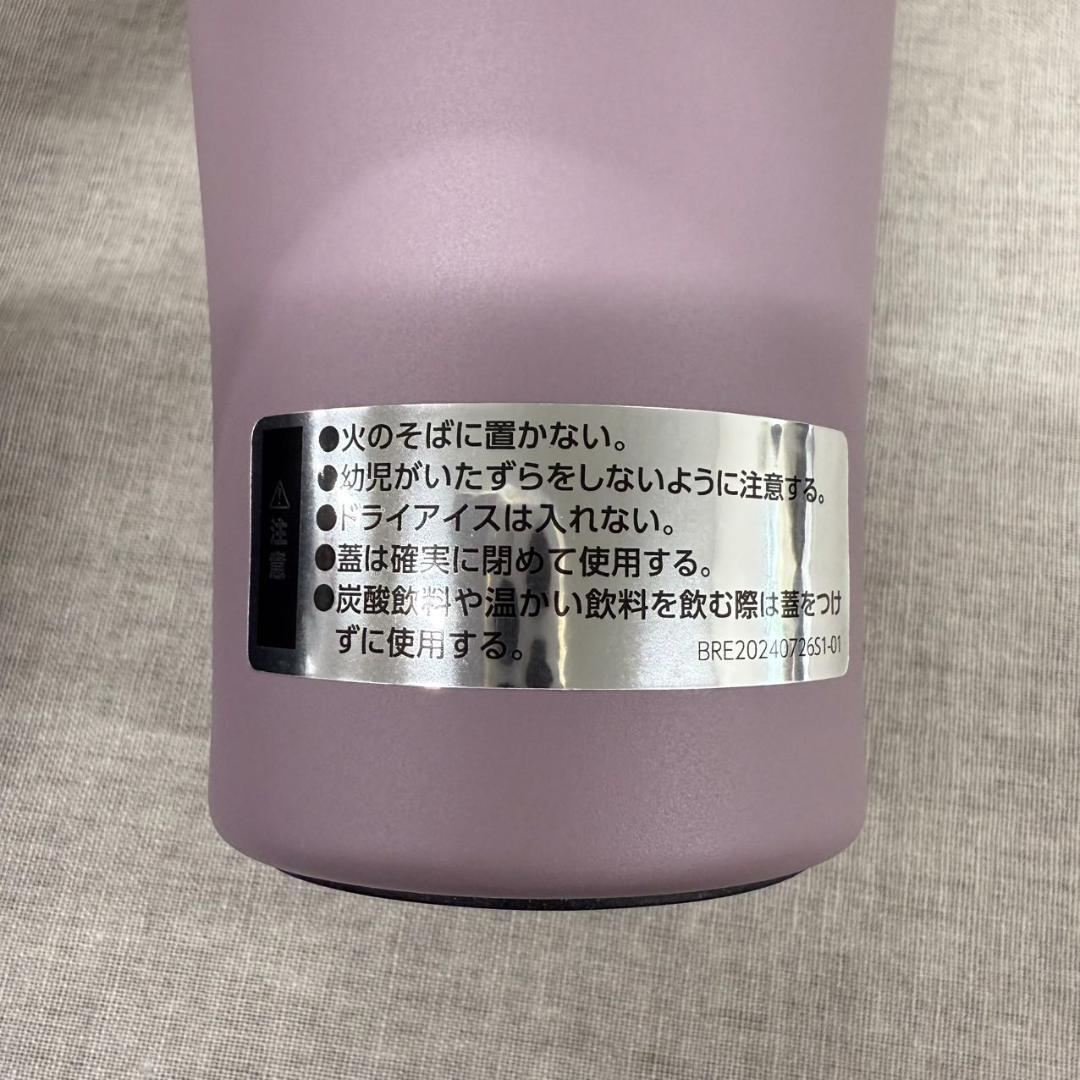 ⚠注意
●火のそばに置かない。
●幼児がいたずらをしないように注意する。
●ドライアイスは入れない。
●蓋は確実に閉めて使用する。
●炭酸飲料や温かい飲料を飲む際は蓋をつけ
ずに使用する。
BRE20240726S1-01